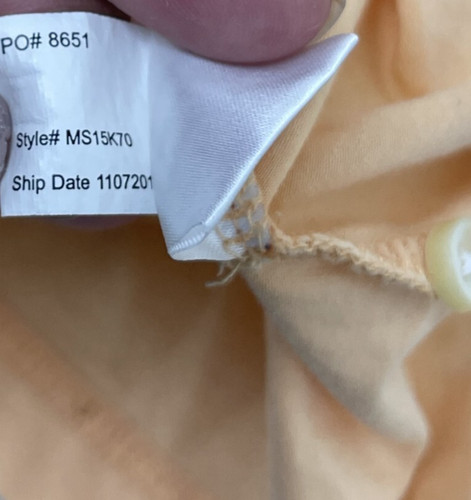 PO# 8651
Style# MS15K70
Ship Date 1107201